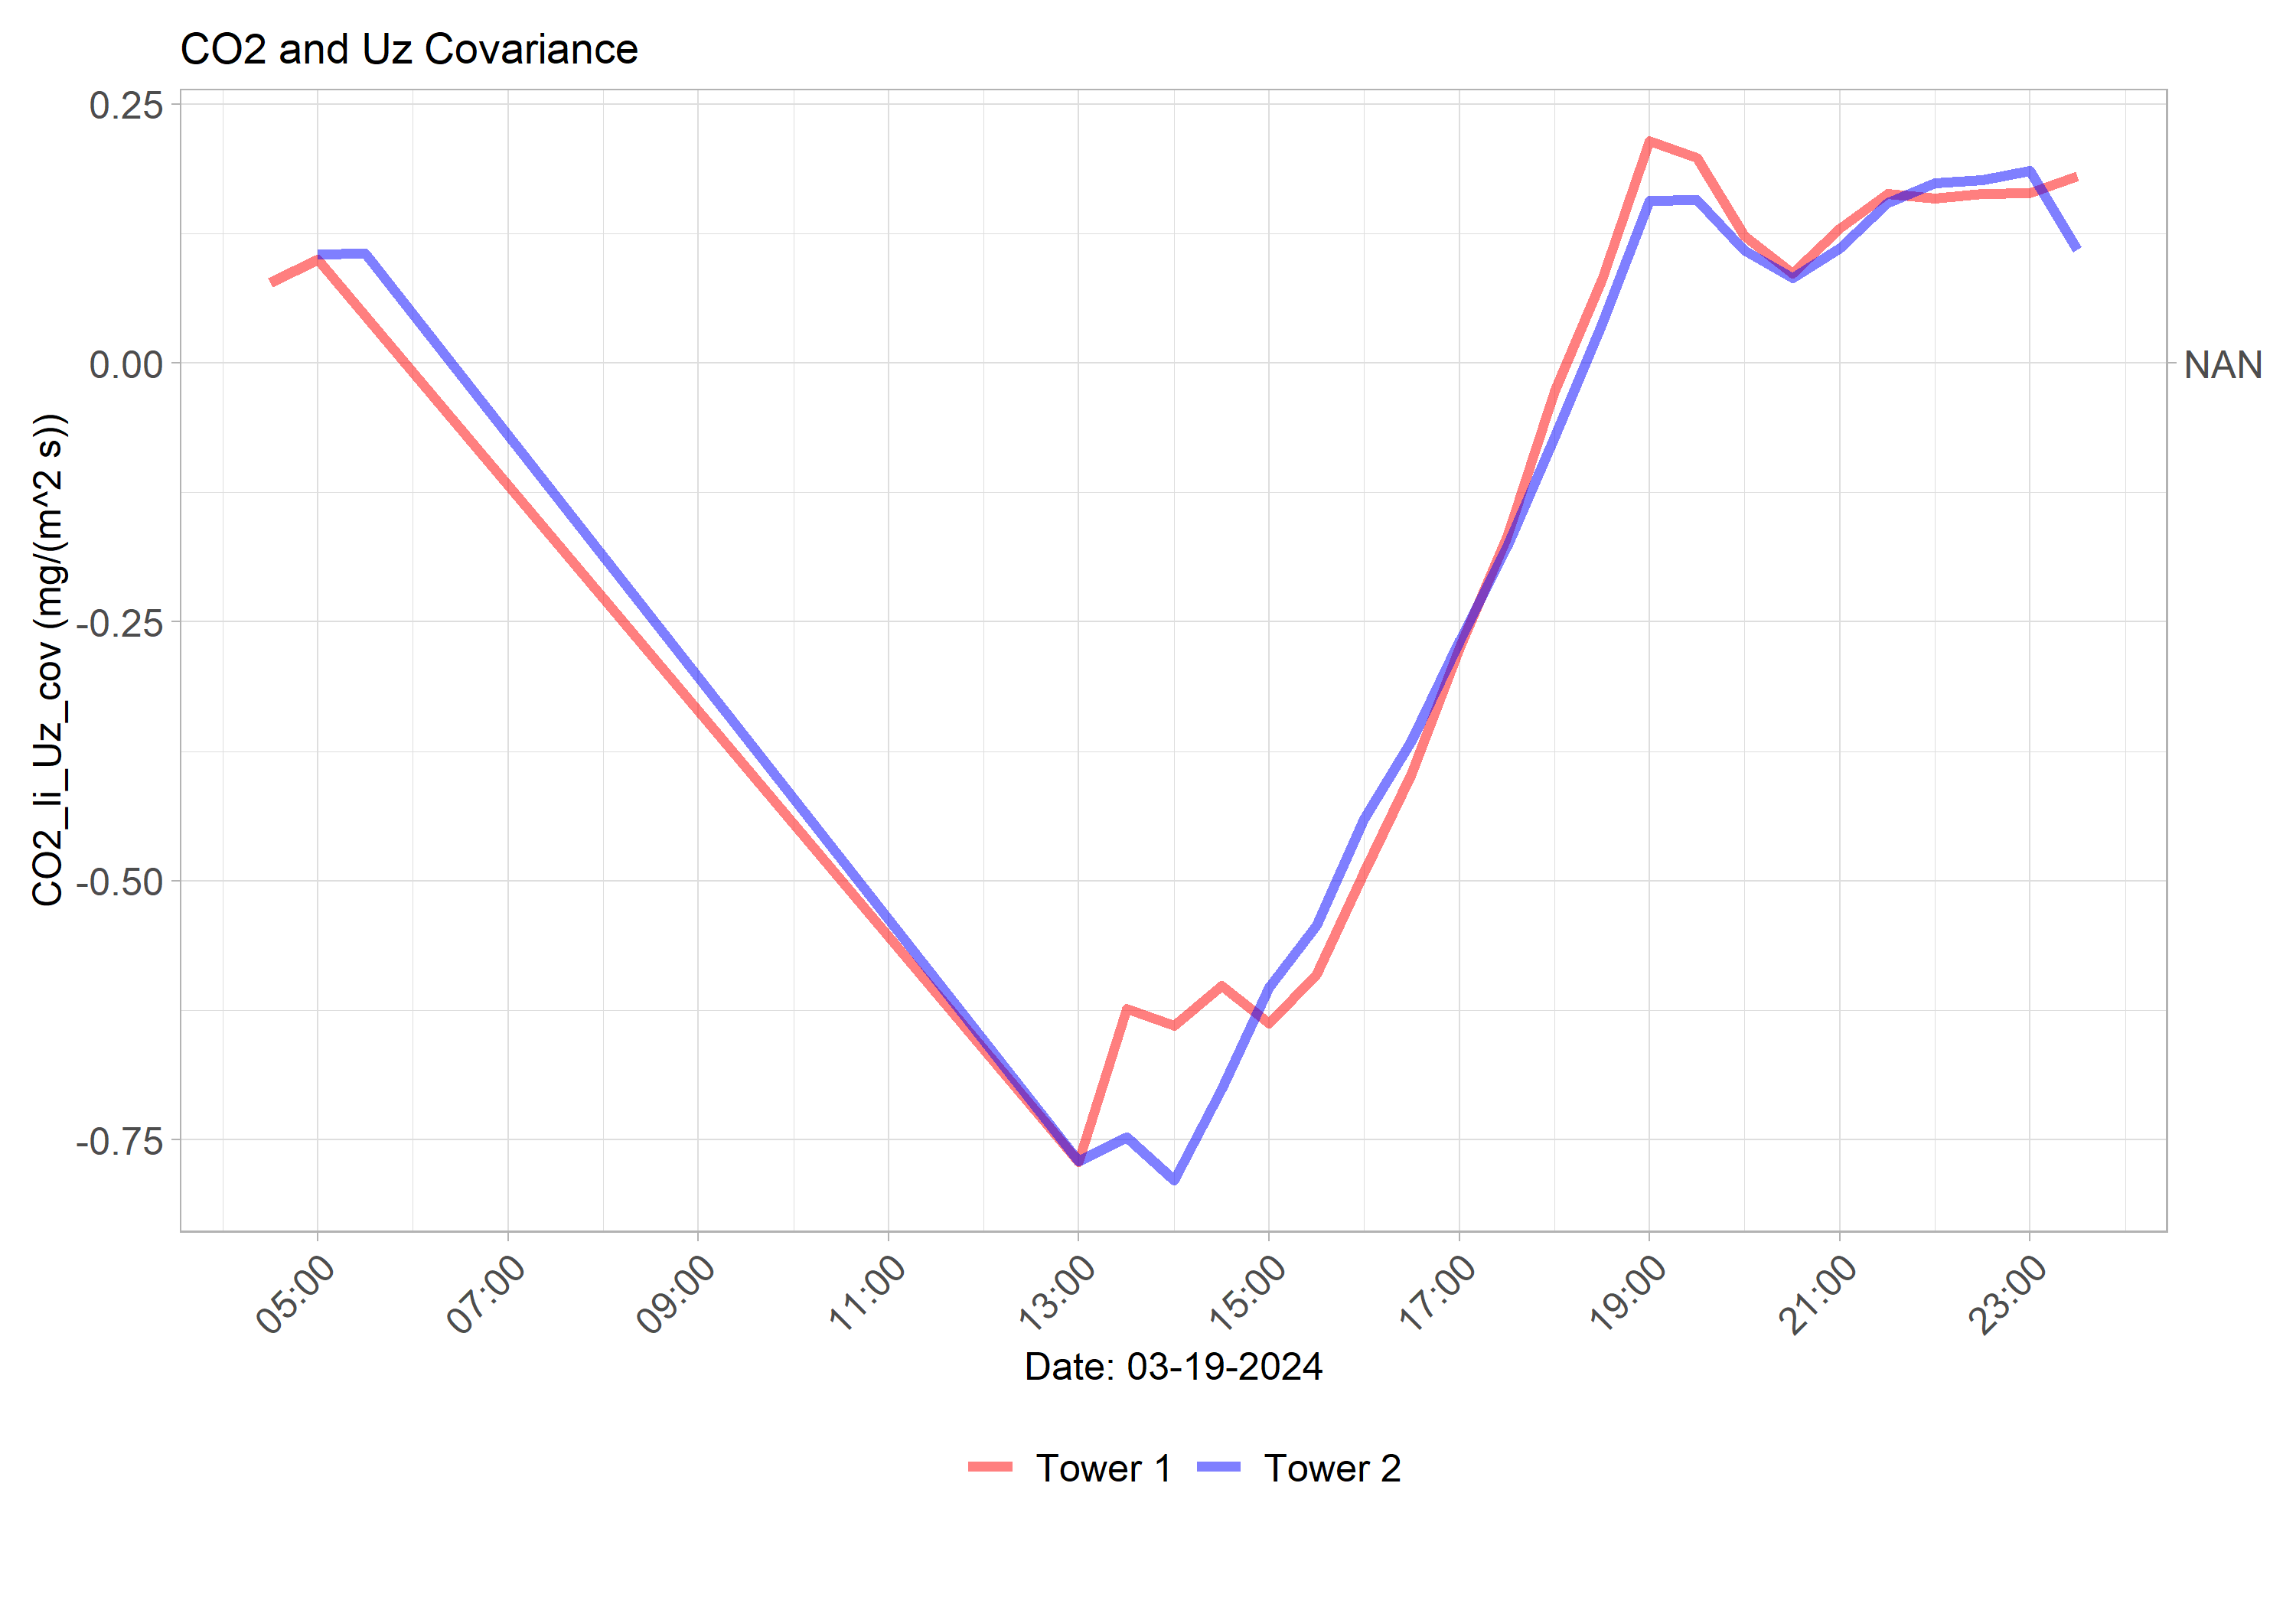 CO2 and Uz Covariance
CO2_li_Uz_cov (mg/(m^2 s))
0.25
0.00
-0.25
-0.50
-0.75
NAN
05:00
07:00
09:00
11:00
13:00
15:00
17:00
19:00
21:00
23:00
Date: 03-19-2024
Tower 1
Tower 2